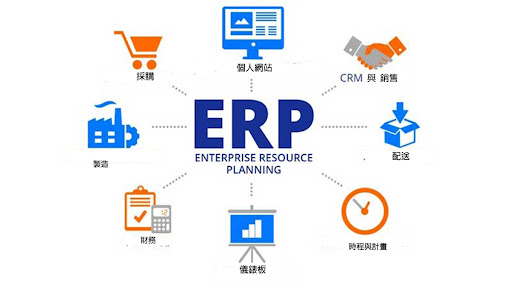 個人網站
採購
CRM 與 銷售
ERP
ENTERPRISE RESOURCE
PLANNING
製造
配送
財務
儀錶板
時程與計畫